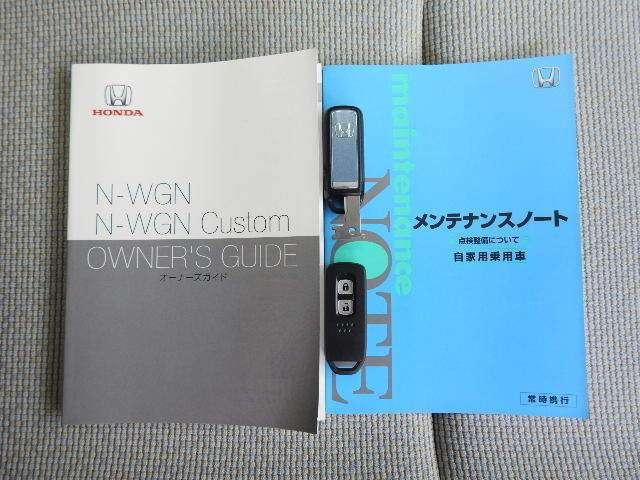 HONDA
N-WGN
N-WGN Custom
OWNER'S GUIDE
オーナーズガイド
maintenance
NOTE
メンテナンスノート
点検整備について
自家用乗用車
常時携行